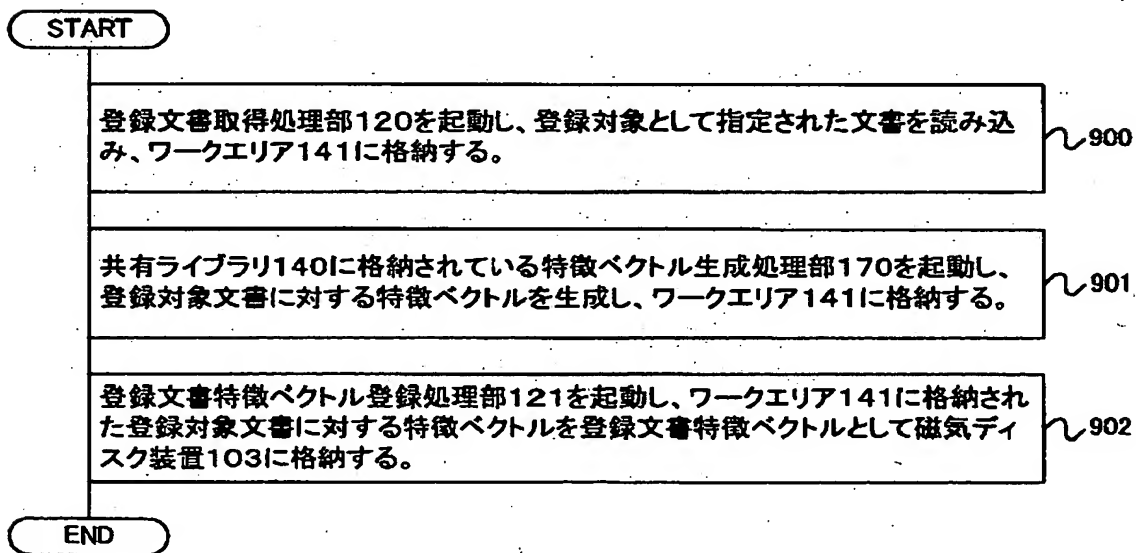 START
登録文書取得処理部120を起動し、登録対象として指定された文書を読み込
み、ワークエリア141に格納する。
900
共有ライブラリ140に格納されている特徴ベクトル生成処理部170を起動し、
登録対象文書に対する特徴ベクトルを生成し、ワークエリア141に格納する。
901
登録文書特徴ベクトル登録処理部121を起動し、ワークエリア141に格納され
た登録対象文書に対する特徴ベクトルを登録文書特徴ベクトルとして磁気ディ
スク装置103に格納する。
902
END